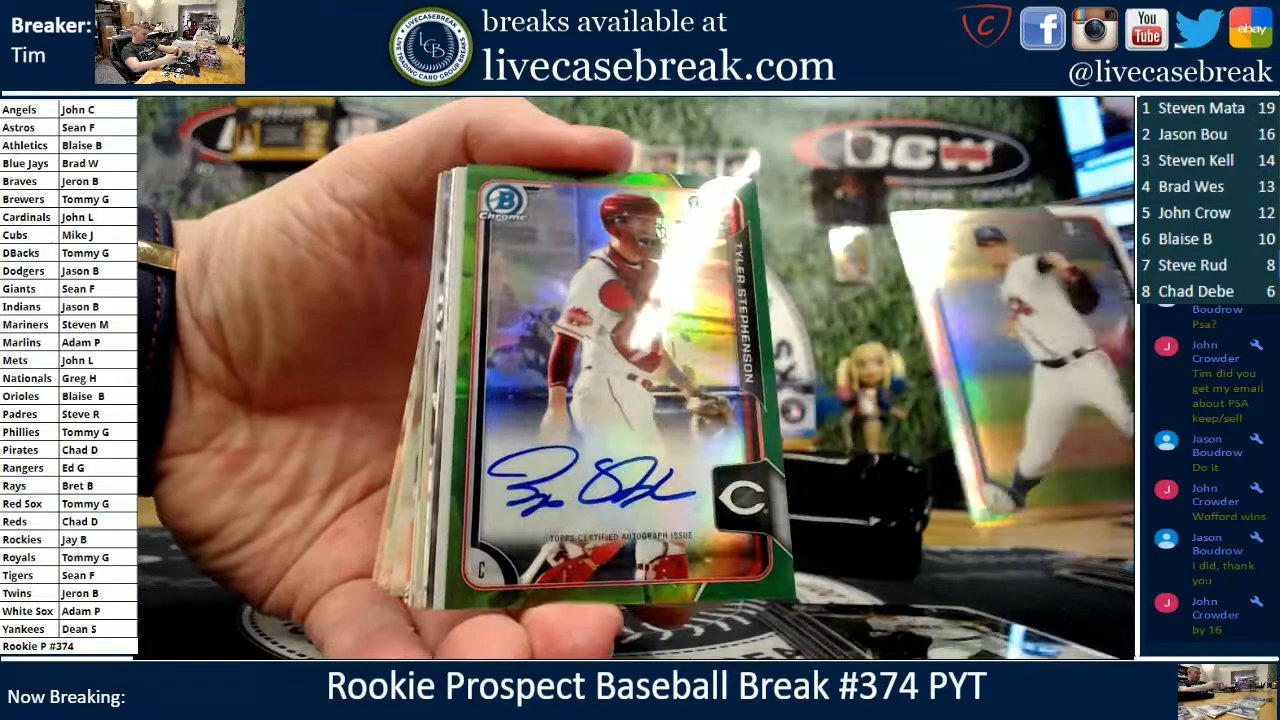 Breaker:
Tim
breaks available at
livecasebreak.com
LCB
You
Tube
ebay
@livecasebreak
Angels John C
Astros Sean F
Athletics Blaise B
Blue Jays Brad W
Braves Jeron B
Brewers Tommy G
Cardinals John L
Cubs Mike J
DBacks Tommy G
Dodgers Jason B
Giants Sean F
Indians Jason B
Mariners Steven M
Marlins Adam P
Mets John L
Nationals Greg H
Orioles Blaise B
Padres Steve R
Phillies Tommy G
Pirates Chad D
Rangers Ed G
Rays Bret B
Red Sox Tommy G
Reds Chad D
Rockies Jay B
Royals Tommy G
Tigers Sean F
Twins Jeron B
White Sox Adam P
Yankees Dean S
Rookie P #374
B
Chrome
TYLER STEPHENSON
TOPPS CERTIFIED AUTOGRAPH ISSUE
C
C
BCW
1 Steven Mata 19
2 Jason Bou 16
3 Steven Kell 14
4 Brad Wes 13
5 John Crow 12
6 Blaise B 10
7 Steve Rud 8
8 Chad Debe 6
Boudrow
Psa?
J John
Crowder
Tim did you
get my email
about PSA
keep/sell
Jason
Boudrow
Do it
J John
Crowder
Wofford wins
Jason
Boudrow
I did, thank
you
J John
Crowder
by 16
Now Breaking:
Rookie Prospect Baseball Break #374 PYT